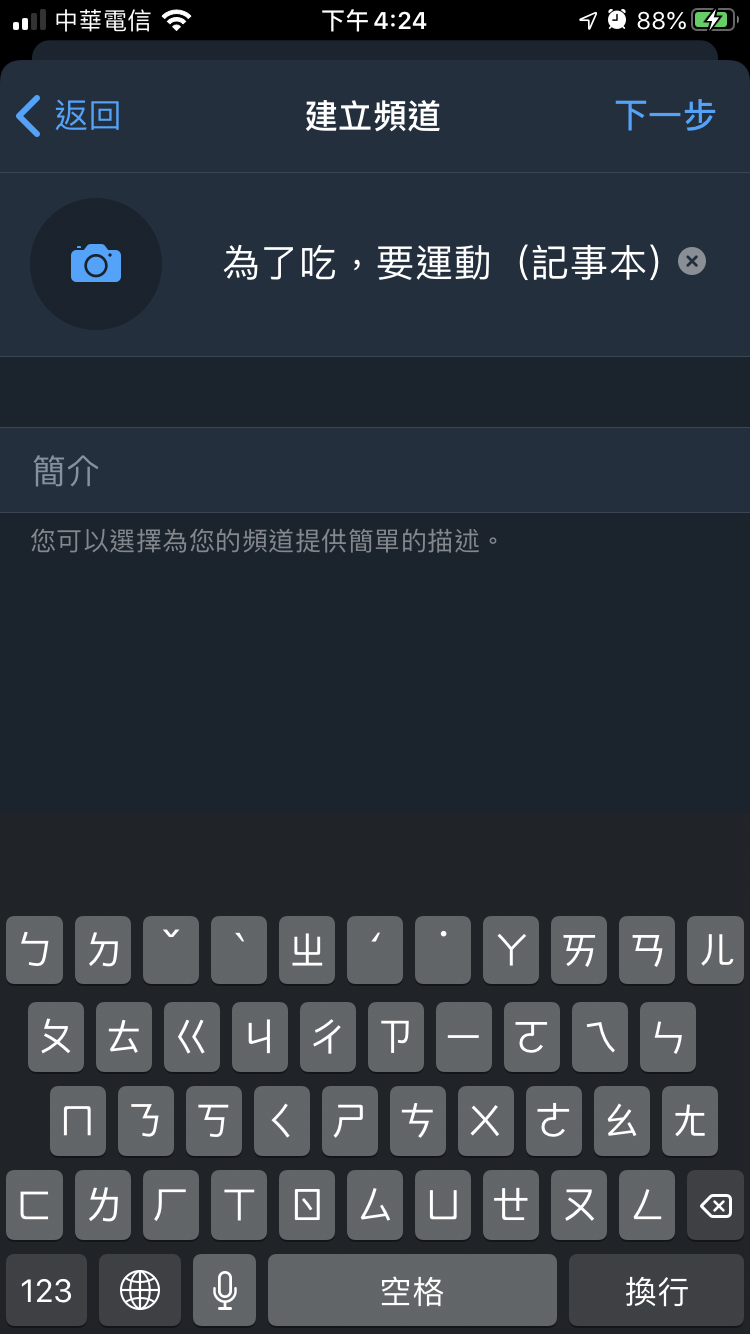 中華電信 下午4:24 88%
返回 建立頻道 下一步
為了吃，要運動（記事本）
簡介
您可以選擇為您的頻道提供簡單的描述。
ㄅ ㄉ ˇ ˋ ㄓ ˊ ˙ ㄚ ㄞ ㄢ ㄦ
ㄆ ㄊ ㄍ ㄐ ㄔ ㄗ ㄧ ㄛ ㄟ ㄣ
ㄇ ㄋ ㄎ ㄑ ㄕ ㄘ ㄨ ㄜ ㄠ ㄤ
ㄈ ㄌ ㄏ ㄒ ㄖ ㄙ ㄩ ㄝ ㄡ ㄥ
123 空格 換行